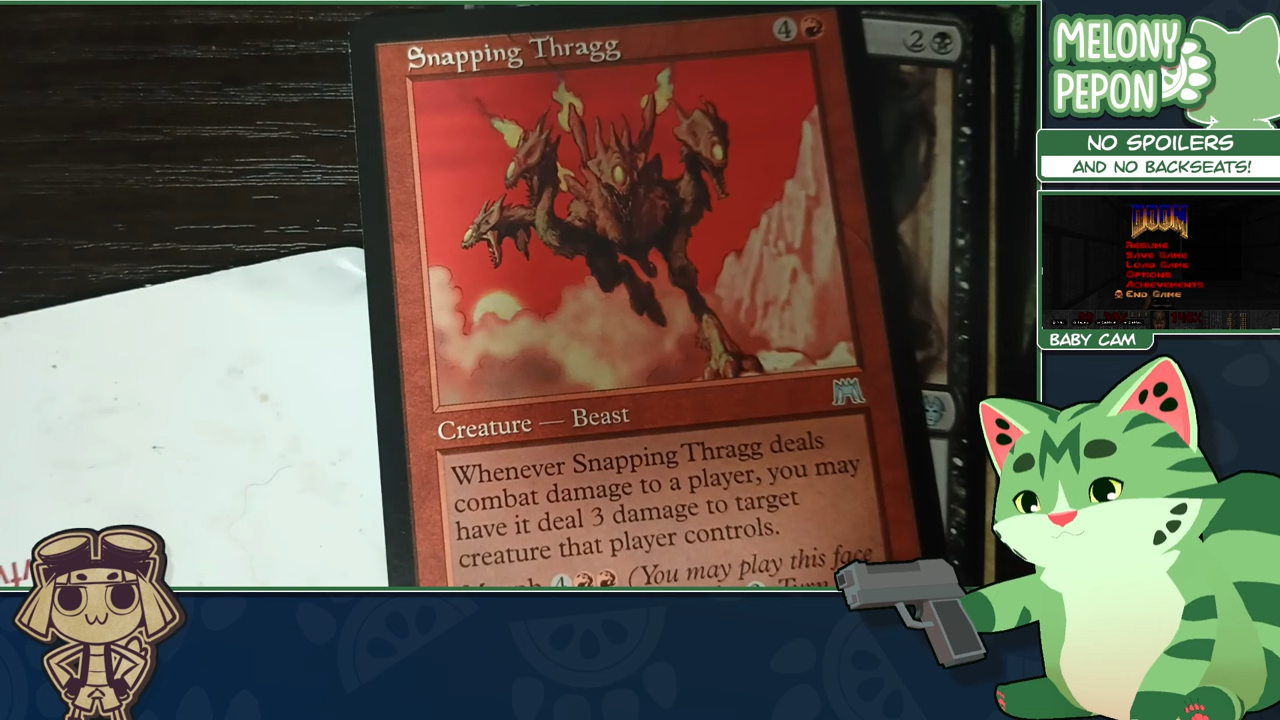 Snapping Thragg
4
2
Creature — Beast
Whenever Snapping Thragg deals
combat damage to a player, you may
have it deal 3 damage to target
creature that player controls.
4
(You may play this face
MELONY
PEPON
NO SPOILERS
AND NO BACKSEATS!
DOOM
RESUME
SAVE GAME
LOAD GAME
OPTIONS
ACHIEVEMENTS
END GAME
BABY CAM